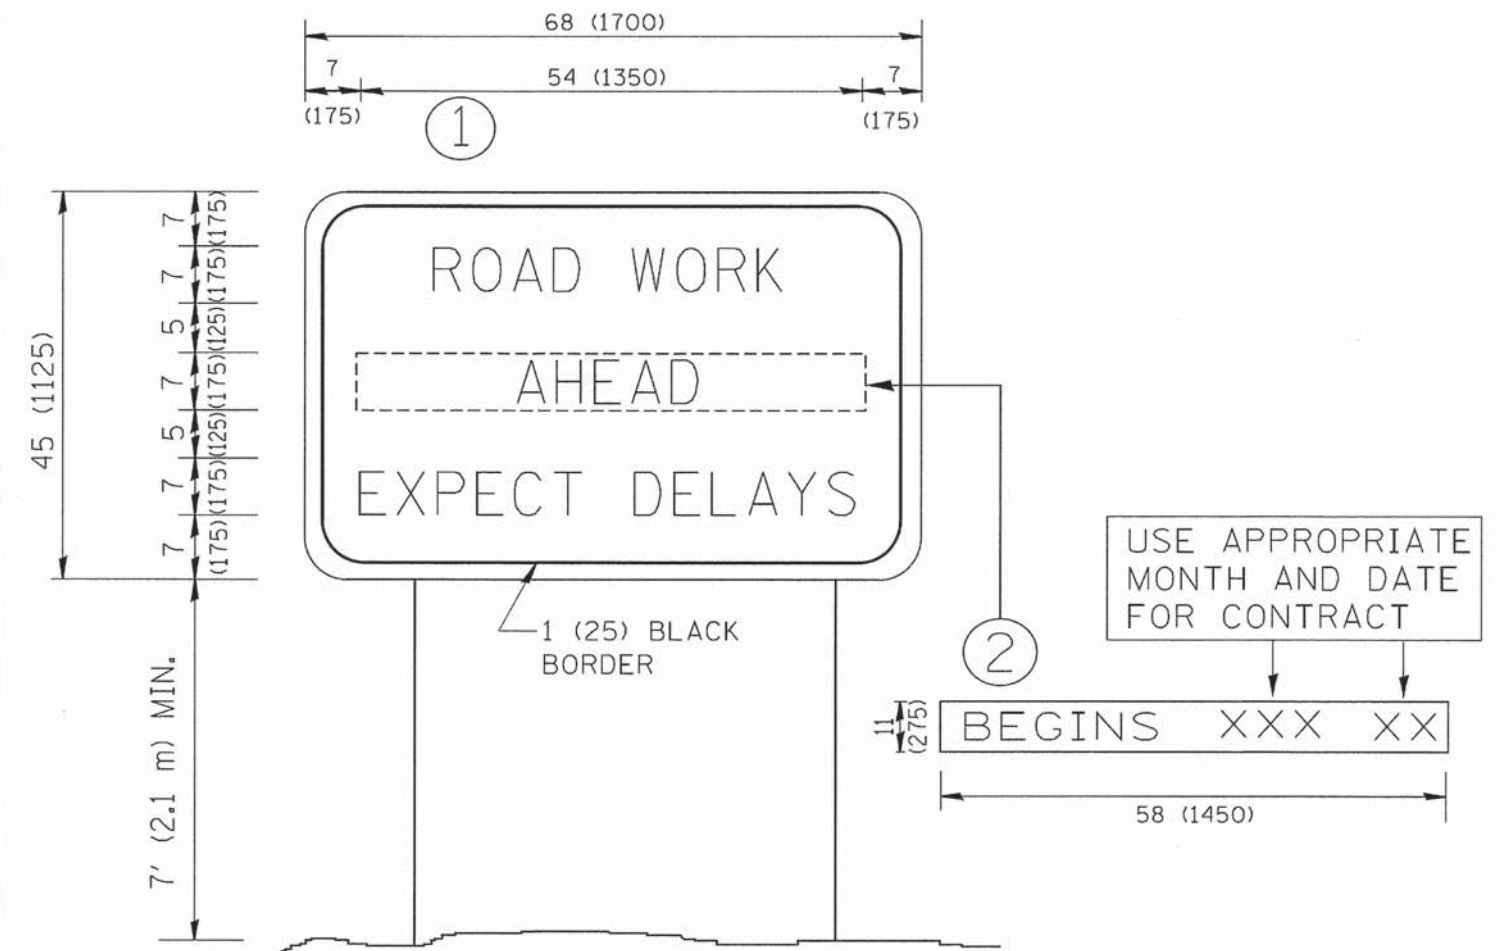 68 (1700)
7
54 (1350)
7
(175)
(175)
1
45 (1125)
7
(175)
7
(175)
5
(125)
7
(175)
5
(125)
7
(175)
7
(175)
ROAD WORK
AHEAD
EXPECT DELAYS
1 (25) BLACK
BORDER
7' (2.1 m) MIN.
USE APPROPRIATE
MONTH AND DATE
FOR CONTRACT
2
11
(275)
BEGINS XXX XX
58 (1450)